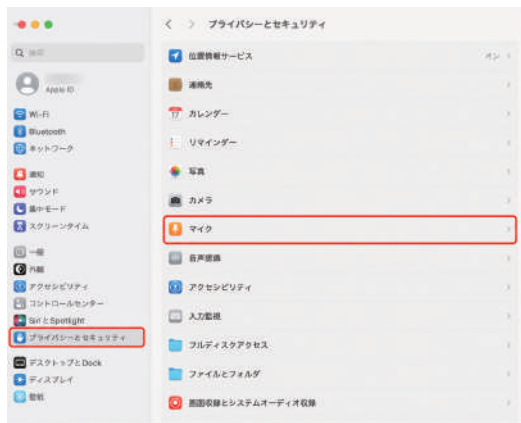 プライバシーとセキュリティ
検索
Apple ID
Wi-Fi
Bluetooth
ネットワーク
通知
サウンド
集中モード
スクリーンタイム
一般
外観
アクセシビリティ
コントロールセンター
Siri と Spotlight
プライバシーとセキュリティ
デスクトップとDock
ディスプレイ
壁紙
位置情報サービス
オン
連絡先
17
カレンダー
リマインダー
写真
カメラ
マイク
音声認識
アクセシビリティ
入力監視
フルディスクアクセス
ファイルとフォルダ
画面収録とシステムオーディオ収録